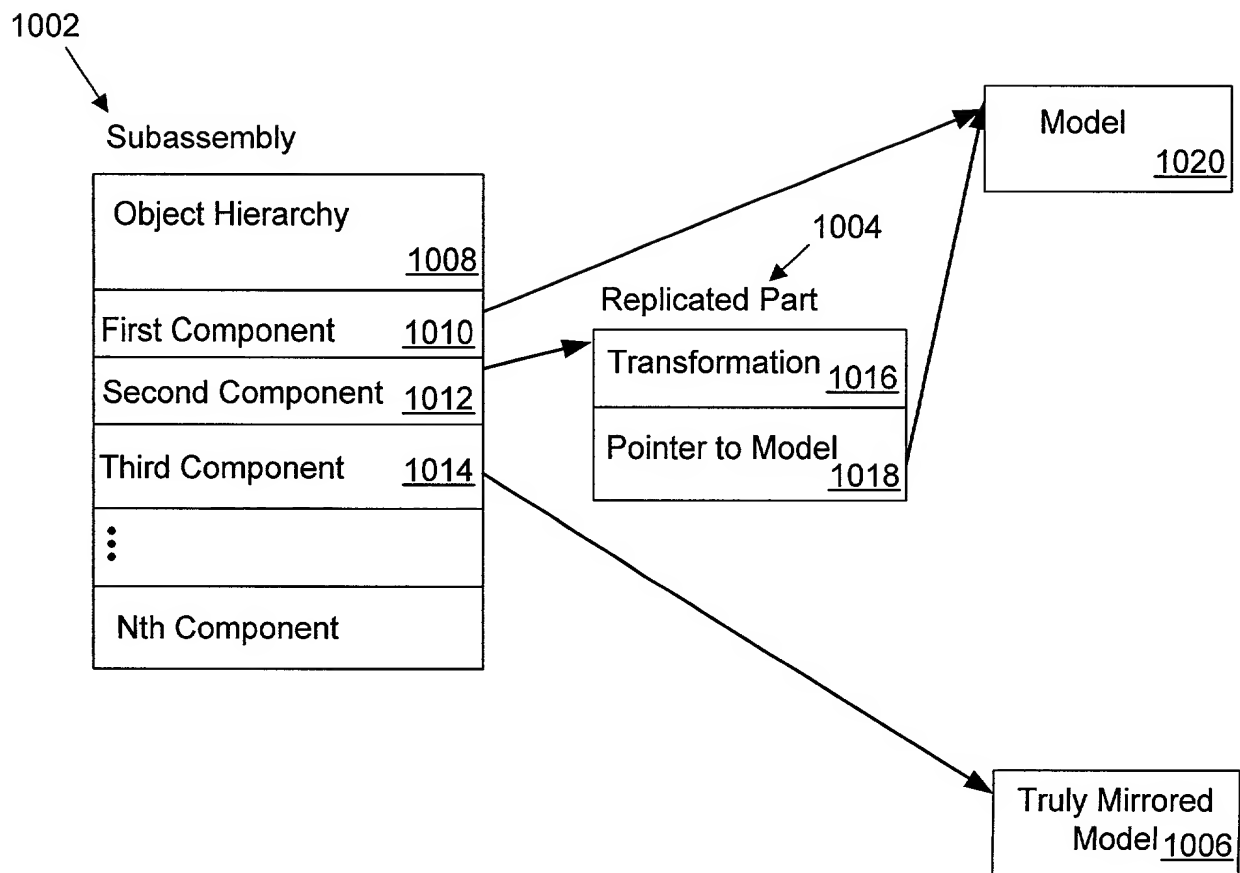 1002
Subassembly
Object Hierarchy
1008
First Component 1010
Second Component 1012
Third Component 1014
Nth Component
1004
Replicated Part
Transformation 1016
Pointer to Model 1018
Model
1020
Truly Mirrored
Model 1006